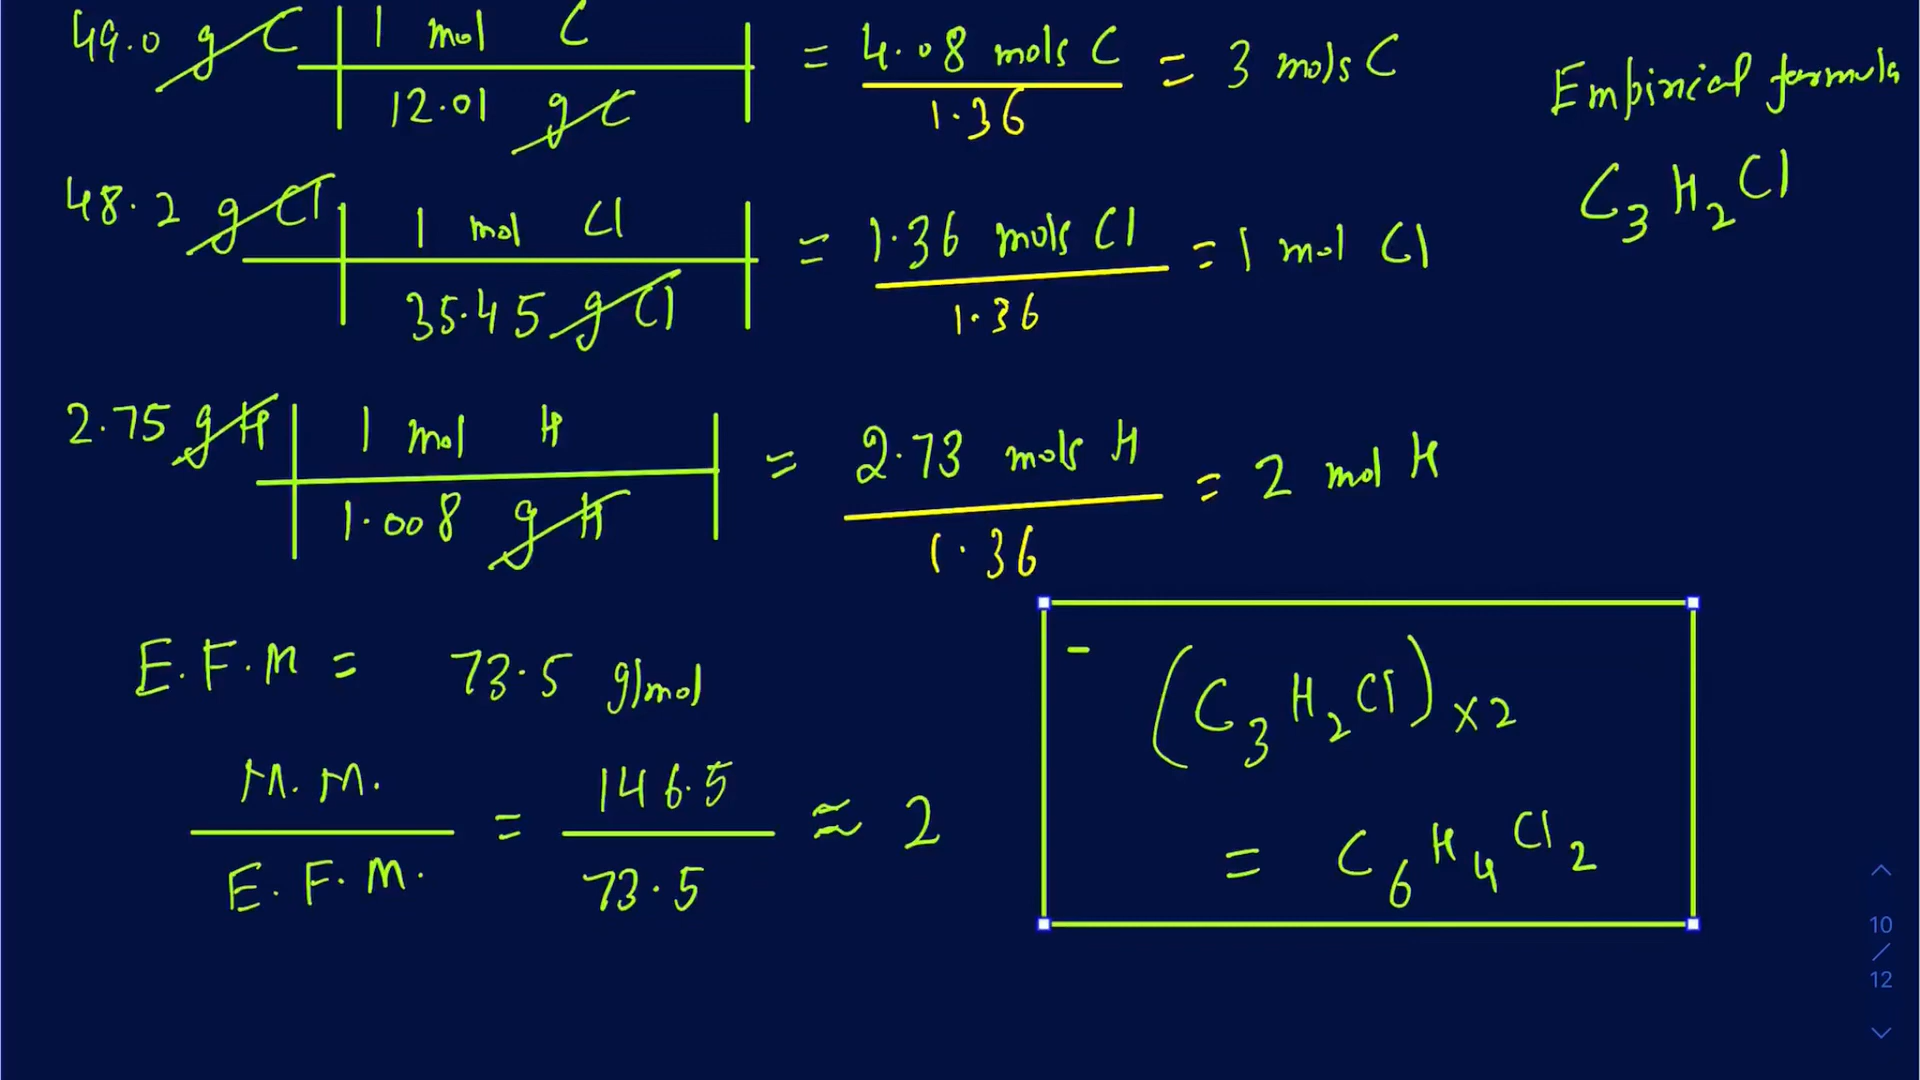 49.0 g C | 1 mol C | = 4.08 mols C = 3 mols C
12.01 g C 1.36
Empirical formula
C3H2Cl
48.2 g Cl | 1 mol Cl | = 1.36 mols Cl = 1 mol Cl
35.45 g Cl 1.36
2.75 g H | 1 mol H | = 2.73 mols H = 2 mol H
1.008 g H 1.36
E.F.M = 73.5 g/mol
M.M. = 146.5 ≈ 2
E.F.M. 73.5
- (C3H2Cl)×2
= C6H4Cl2
10
/
12